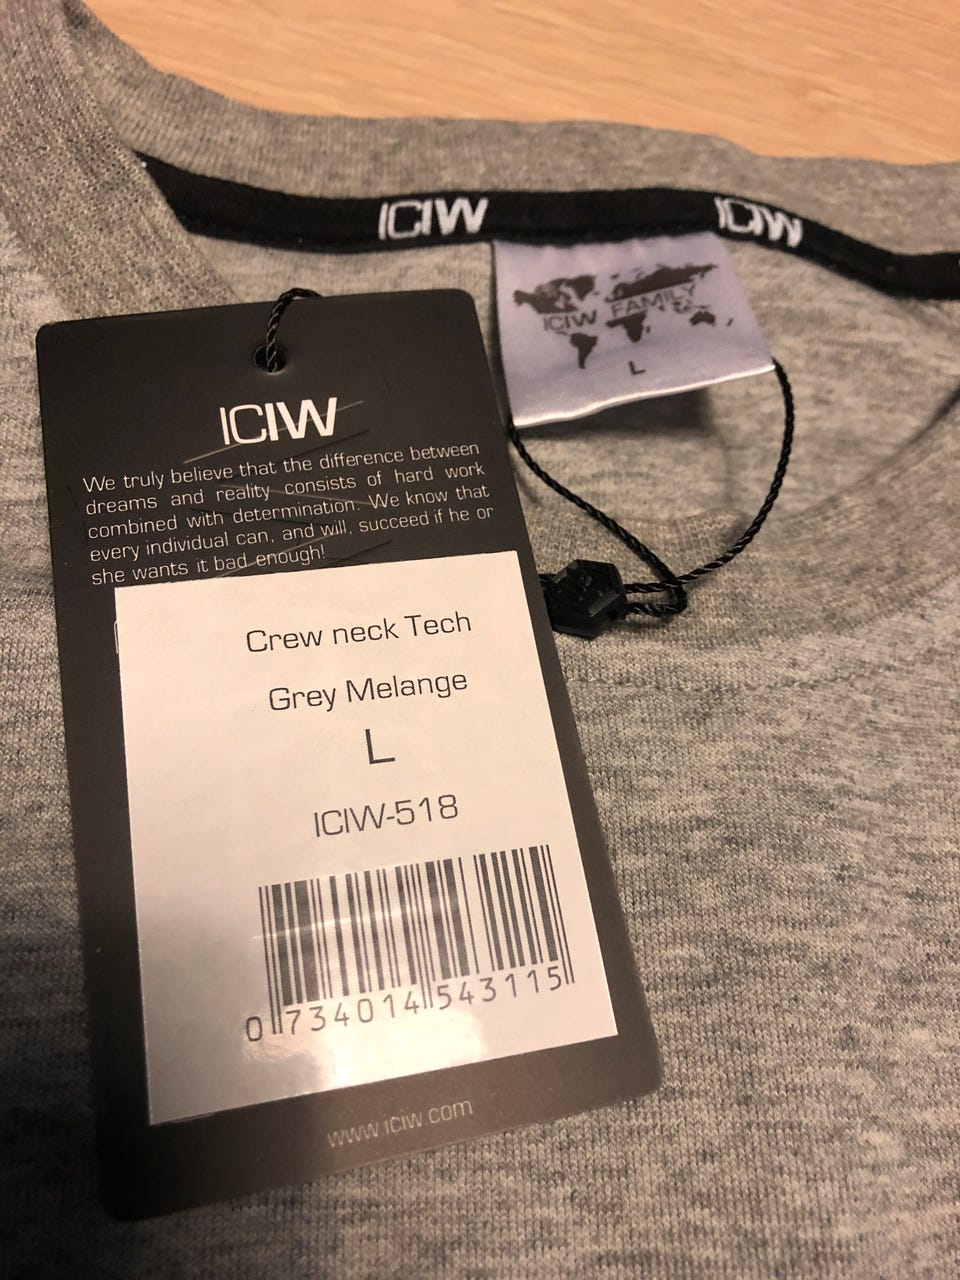 ICIW
ICIW
ICIW FAMILY
L
ICIW
We truly believe that the difference between
dreams and reality consists of hard work
combined with determination. We know that
every individual can, and will, succeed if he or
she wants it bad enough!
Crew neck Tech
Grey Melange
L
ICIW-518
0 734014 543115
www.iciw.com